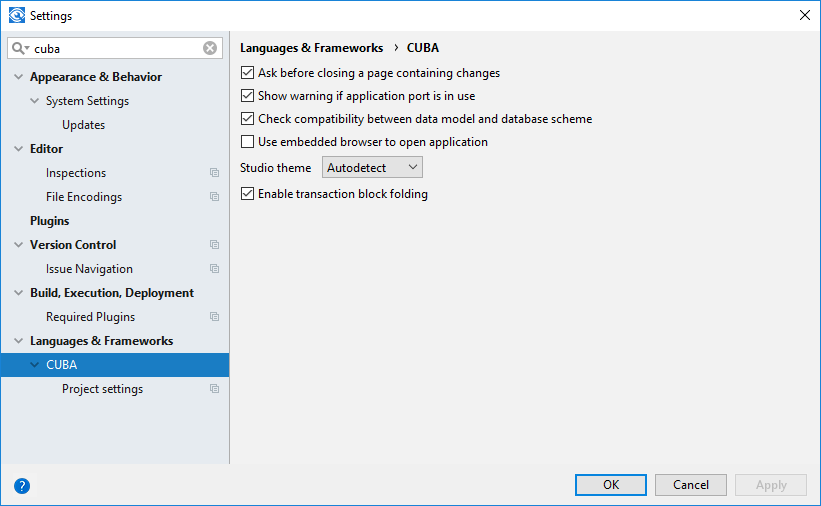 Settings
cuba
Appearance & Behavior
System Settings
Updates
Editor
Inspections
File Encodings
Plugins
Version Control
Issue Navigation
Build, Execution, Deployment
Required Plugins
Languages & Frameworks
CUBA
Project settings
Languages & Frameworks › CUBA
Ask before closing a page containing changes
Show warning if application port is in use
Check compatibility between data model and database scheme
Use embedded browser to open application
Studio theme Autodetect
Enable transaction block folding
? OK Cancel Apply